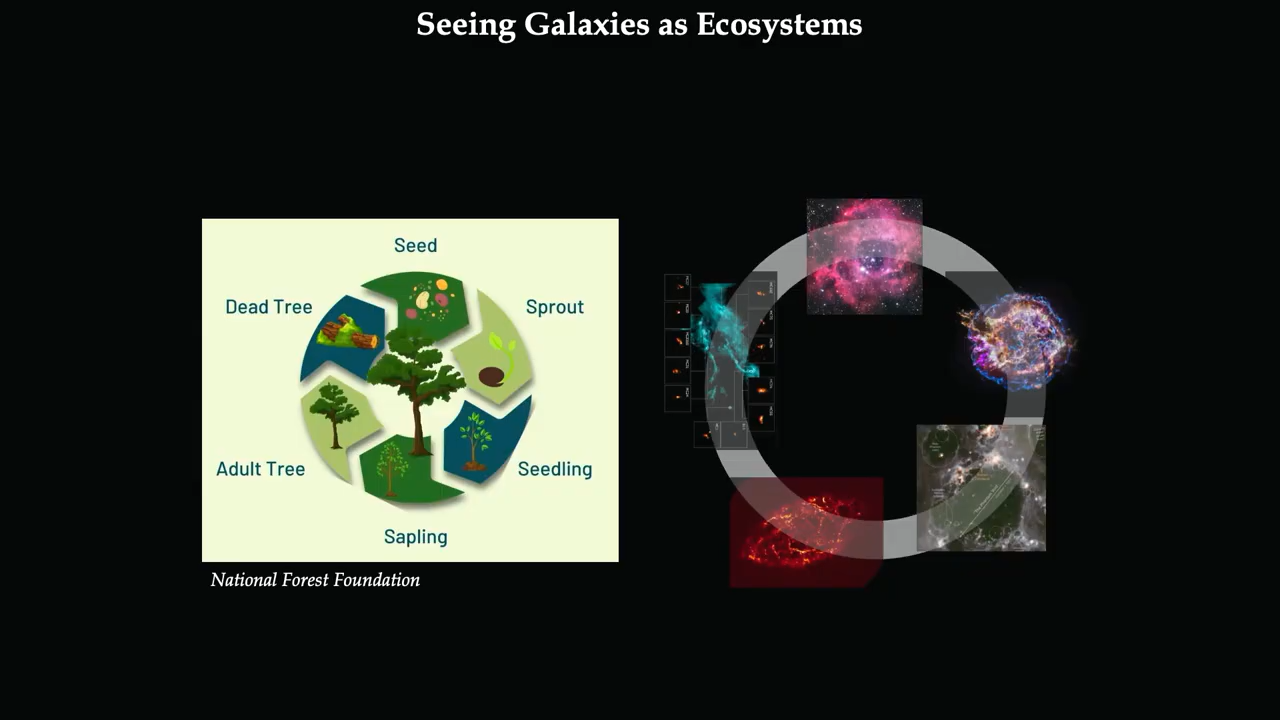 Seeing Galaxies as Ecosystems
Seed
Dead Tree
Sprout
Adult Tree
Seedling
Sapling
National Forest Foundation